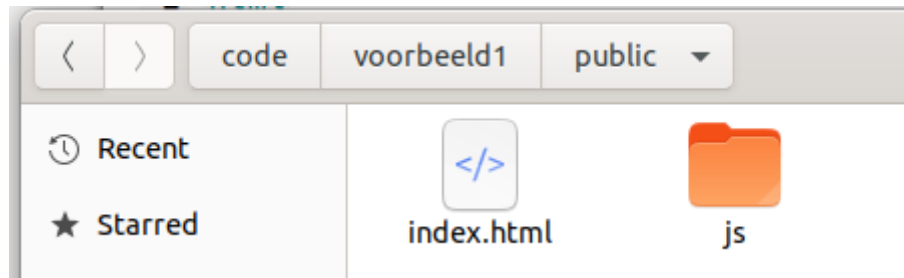 code voorbeeld1 public
Recent
Starred
</>
index.html js